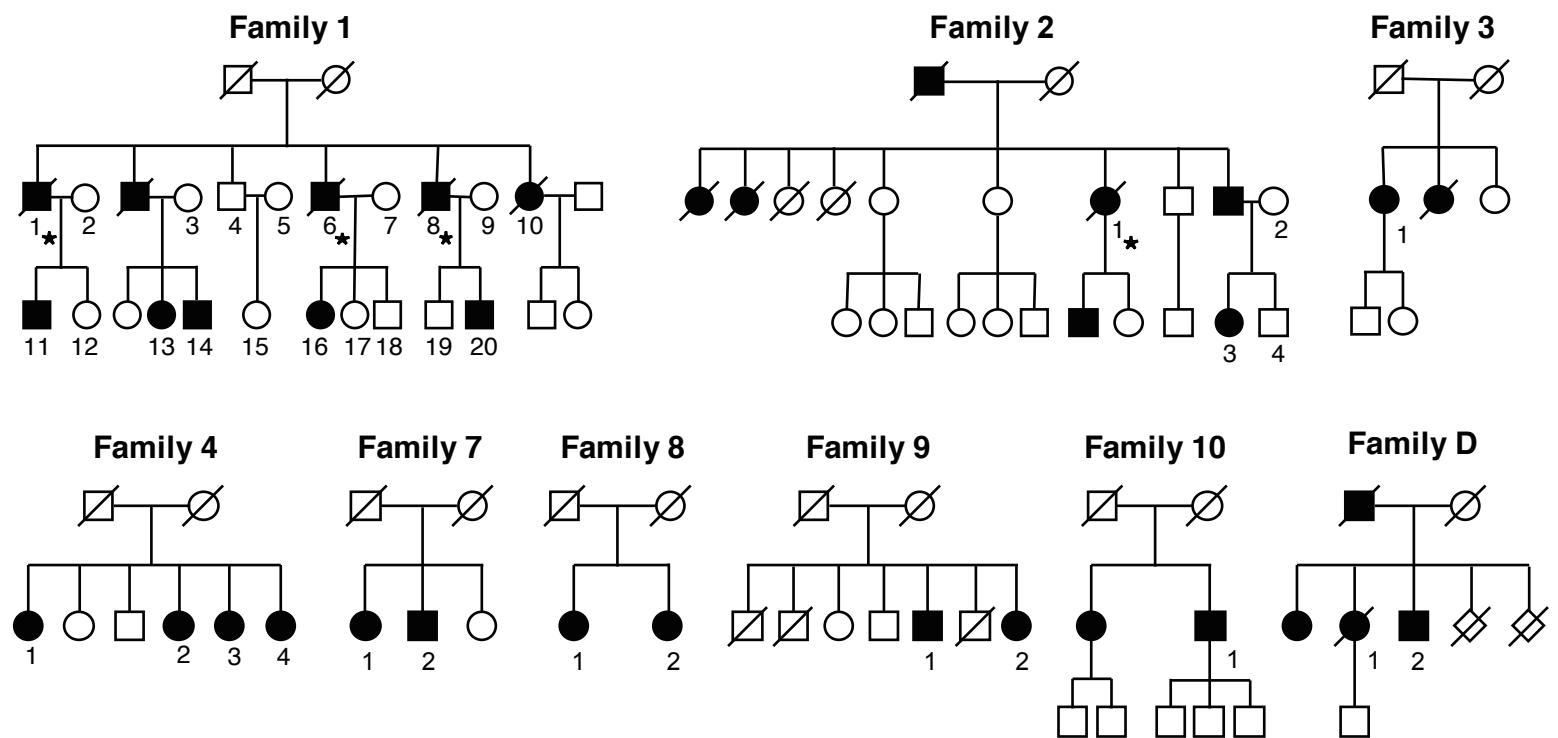 Family 1 Family 2 Family 3
1 * 2 3 4 5 6 * 7 8 * 9 10 1 * 2 1
11 12 13 14 15 16 17 18 19 20 3 4
Family 4 Family 7 Family 8 Family 9 Family 10 Family D
1 2 3 4 1 2 1 2 1 2 1 1 2